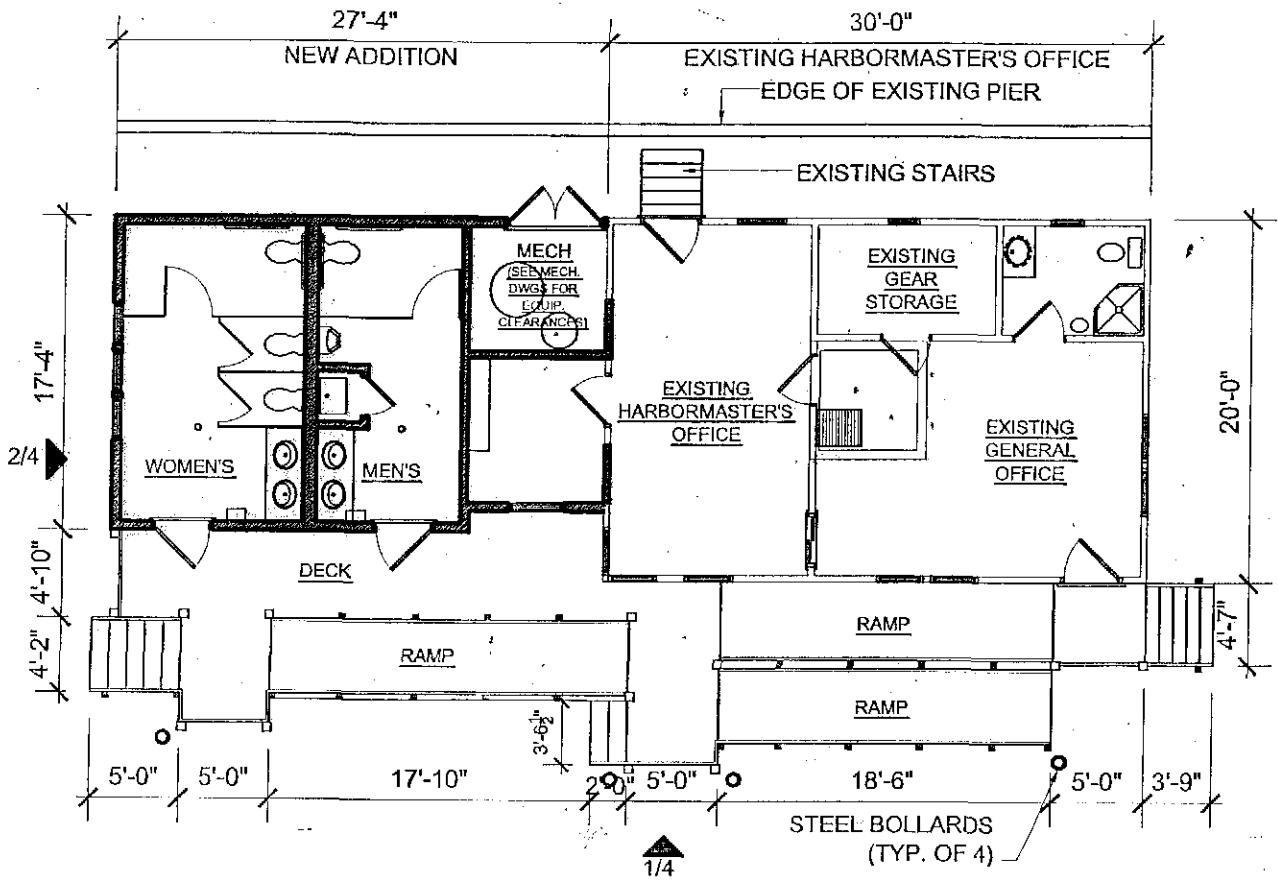 27'-4"
30'-0"
NEW ADDITION
EXISTING HARBORMASTER'S OFFICE
EDGE OF EXISTING PIER
EXISTING STAIRS
MECH
(SEE MECH.
DWGS FOR
EQUIP.
CLEARANCES)
EXISTING
GEAR
STORAGE
17'-4"
20'-0"
EXISTING
HARBORMASTER'S
OFFICE
EXISTING
GENERAL
OFFICE
2/4
WOMEN'S
MEN'S
4'-10"
DECK
4'-2"
RAMP
RAMP
4'-7"
RAMP
3'-6 1/2"
5'-0"
5'-0"
17'-10"
2'-0"
5'-0"
18'-6"
5'-0"
3'-9"
STEEL BOLLARDS
(TYP. OF 4)
1/4